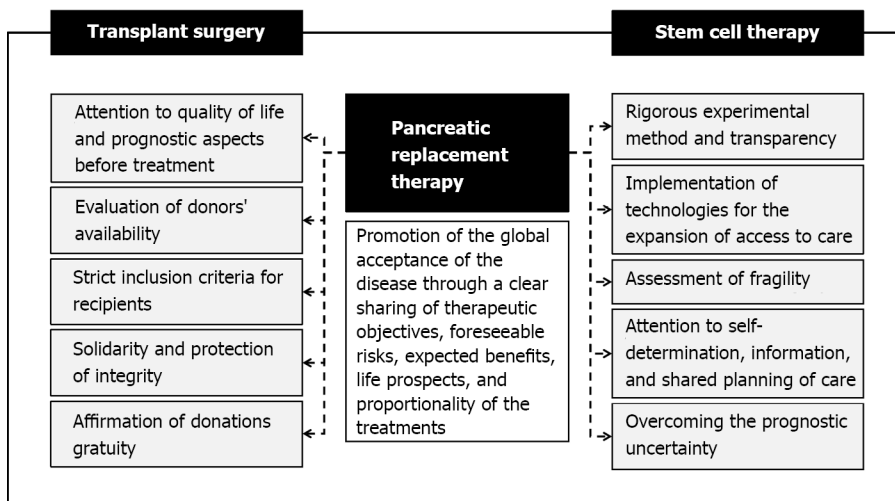 Transplant surgery
Stem cell therapy
Attention to quality of life
and prognostic aspects
before treatment
Evaluation of donors'
availability
Strict inclusion criteria for
recipients
Solidarity and protection
of integrity
Affirmation of donations
gratuity
Pancreatic
replacement
therapy
Promotion of the global
acceptance of the
disease through a clear
sharing of therapeutic
objectives, foreseeable
risks, expected benefits,
life prospects, and
proportionality of the
treatments
Rigorous experimental
method and transparency
Implementation of
technologies for the
expansion of access to care
Assessment of fragility
Attention to self-
determination, information,
and shared planning of care
Overcoming the prognostic
uncertainty